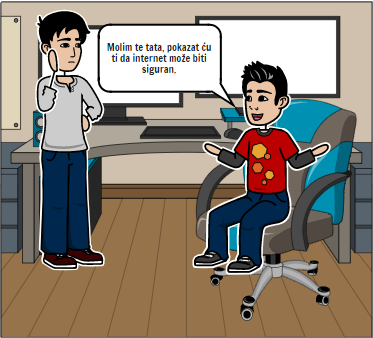 Molim te tata, pokazat ću
ti da internet može biti
siguran.